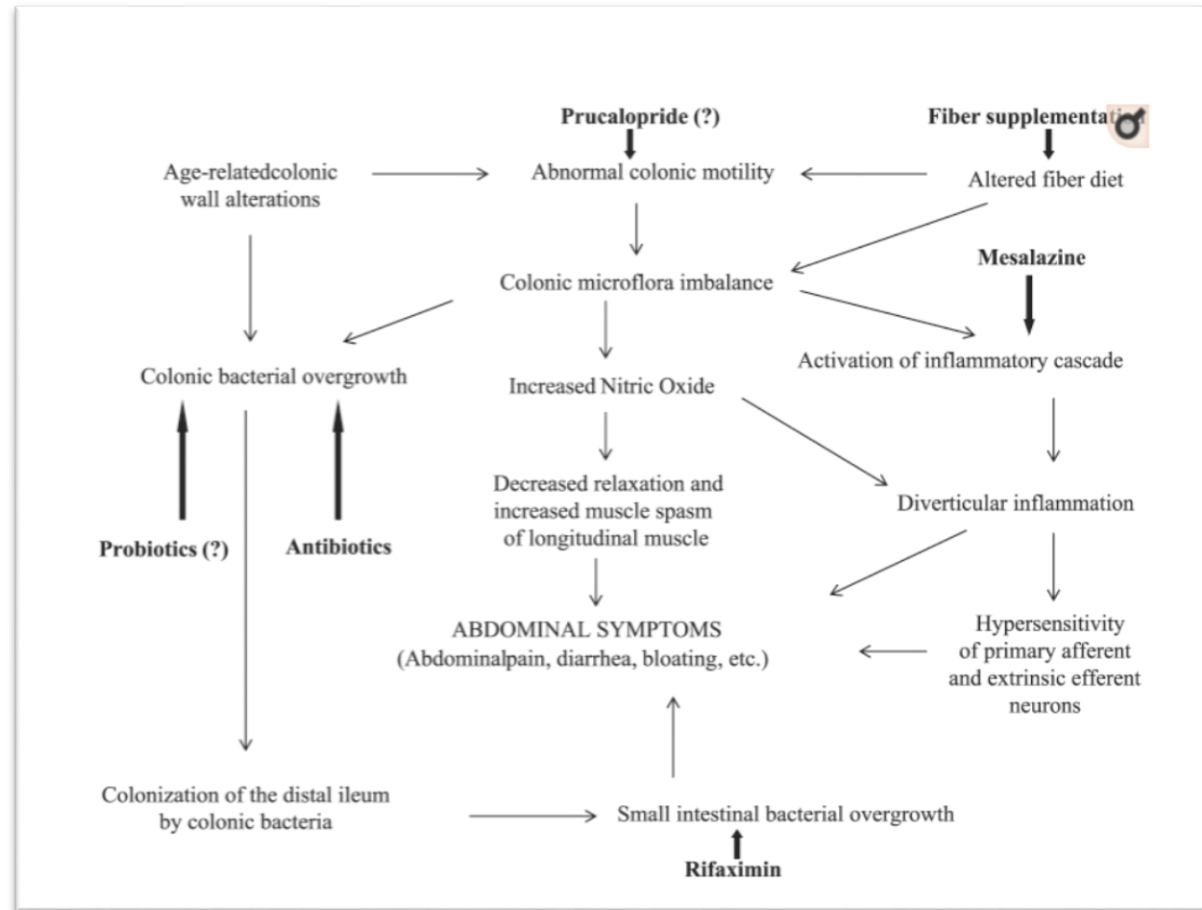 Prucalopride (?)
Fiber supplementation
Age-relatedcolonic
wall alterations
Abnormal colonic motility
Altered fiber diet
Mesalazine
Colonic microflora imbalance
Activation of inflammatory cascade
Colonic bacterial overgrowth
Increased Nitric Oxide
Decreased relaxation and
increased muscle spasm
of longitudinal muscle
Diverticular inflammation
Probiotics (?)
Antibiotics
ABDOMINAL SYMPTOMS
(Abdominalpain, diarrhea, bloating, etc.)
Hypersensitivity
of primary afferent
and extrinsic efferent
neurons
Colonization of the distal ileum
by colonic bacteria
Small intestinal bacterial overgrowth
Rifaximin